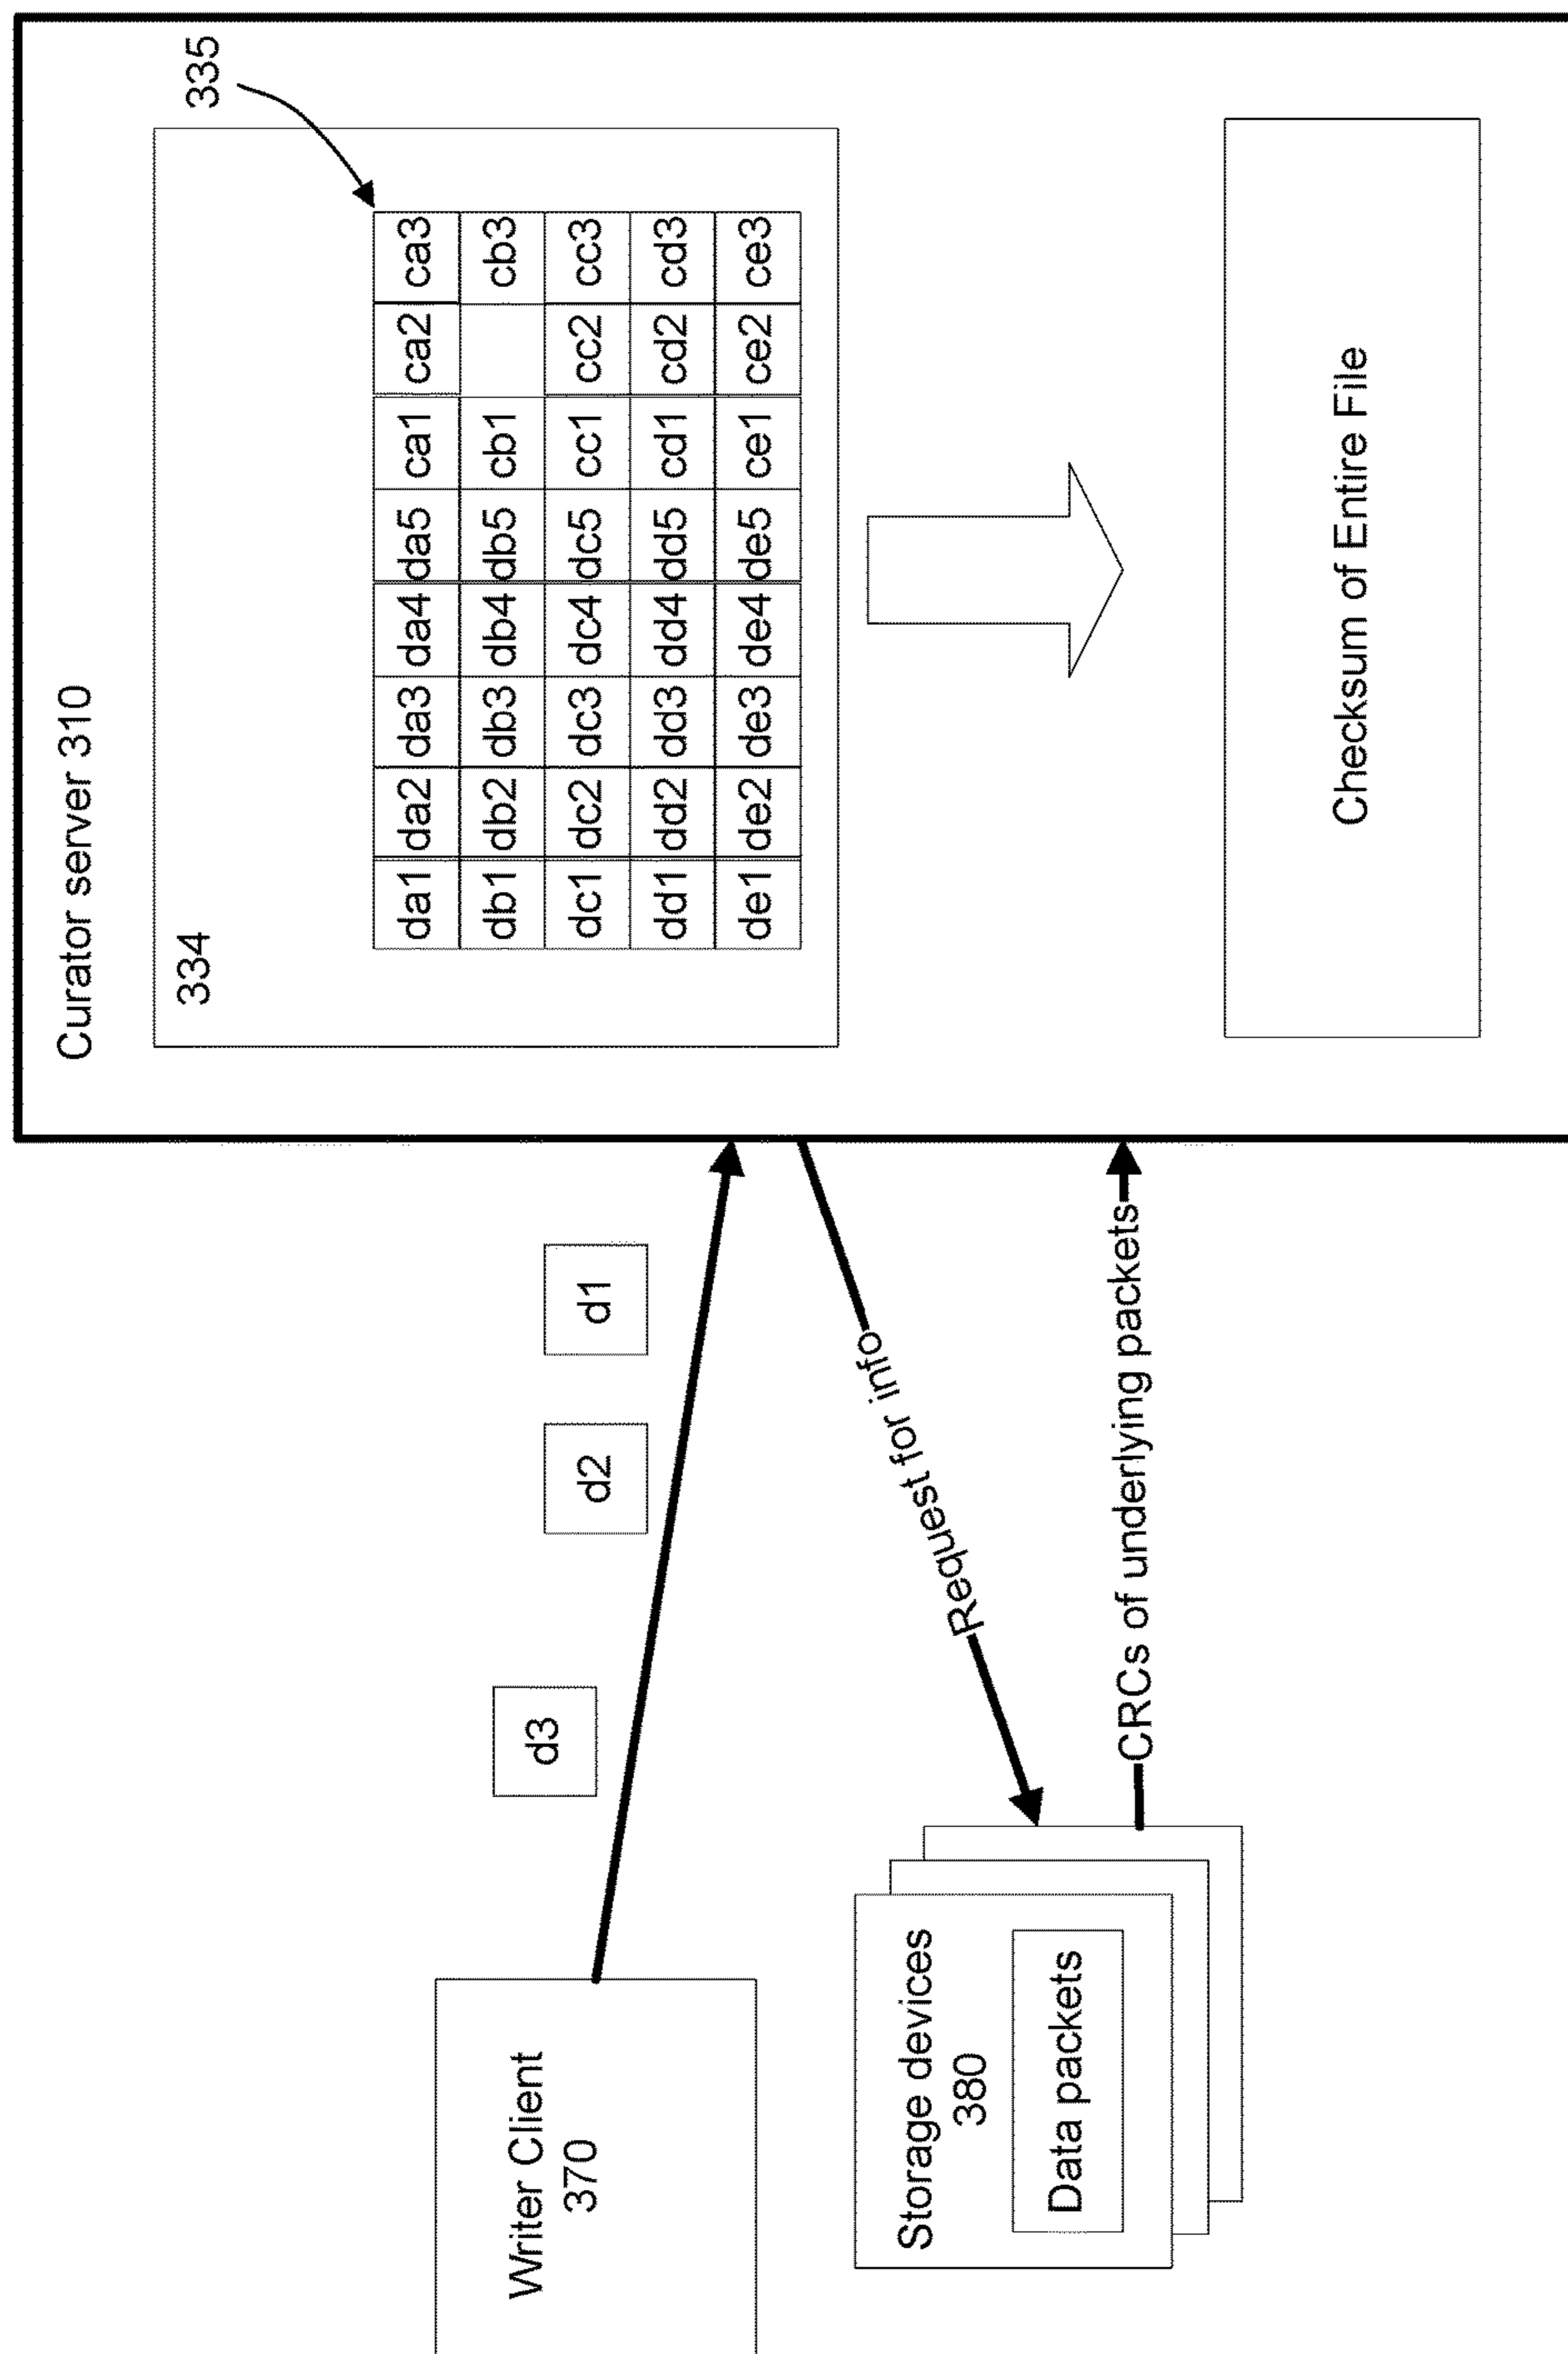 Curator server 310
334
335
da1 da2 da3 da4 da5 ca1 ca2 ca3
db1 db2 db3 db4 db5 cb1 cb3
dc1 dc2 dc3 dc4 dc5 cc1 cc2 cc3
dd1 dd2 dd3 dd4 dd5 cd1 cd2 cd3
de1 de2 de3 de4 de5 ce1 ce2 ce3
Checksum of Entire File
Writer Client
370
d3
d2
d1
Request for info
CRCs of underlying packets
Storage devices
380
Data packets